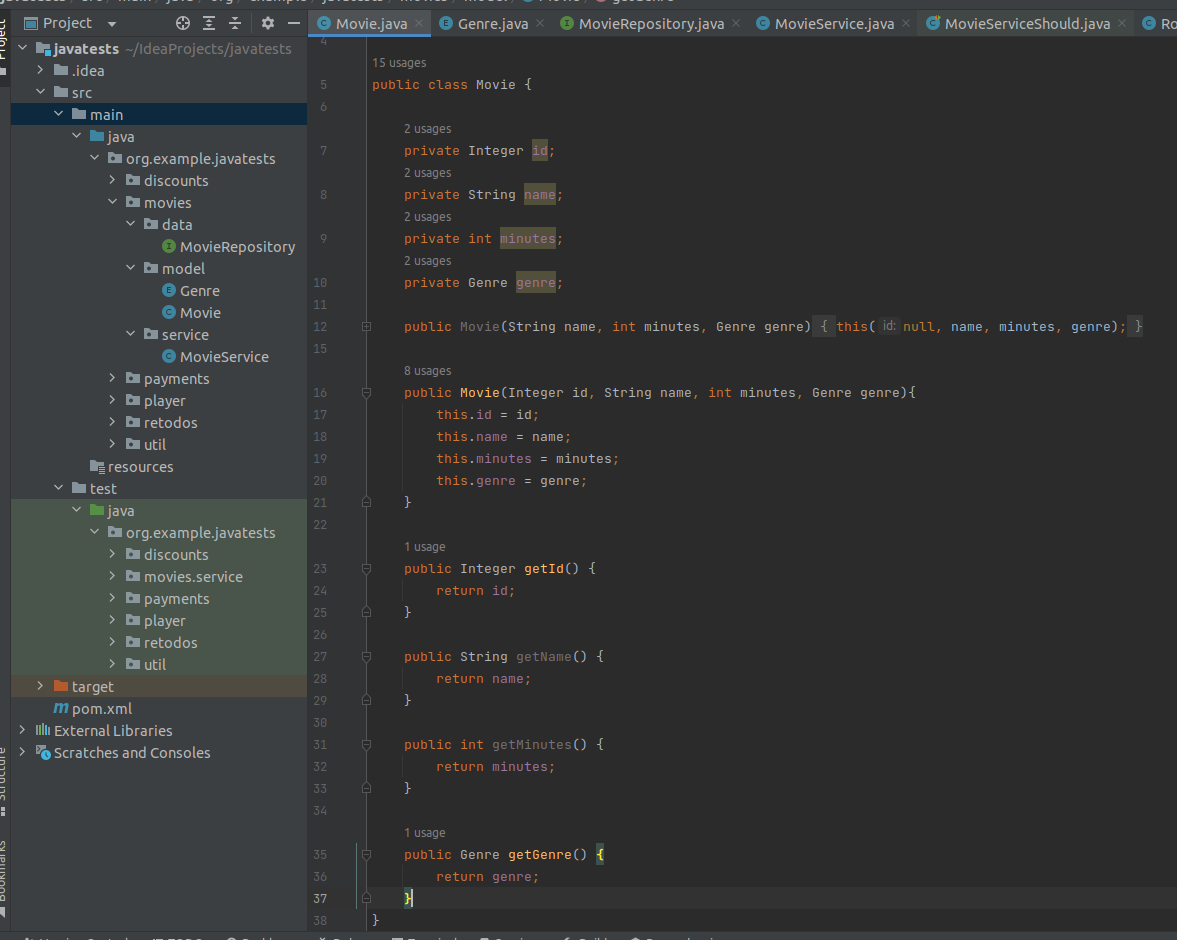 Project
Movie.java
Genre.java
MovieRepository.java
MovieService.java
MovieServiceShould.java
Project
javatests ~/IdeaProjects/javatests
.idea
src
main
java
org.example.javatests
discounts
movies
data
MovieRepository
model
Genre
Movie
service
MovieService
payments
player
retodos
util
resources
test
java
org.example.javatests
discounts
movies.service
payments
player
retodos
util
target
pom.xml
External Libraries
Scratches and Consoles
Structure
Bookmarks
4
15 usages
5 public class Movie {
6
2 usages
7 private Integer id;
2 usages
8 private String name;
2 usages
9 private int minutes;
2 usages
10 private Genre genre;
11
12 public Movie(String name, int minutes, Genre genre) { this( id: null, name, minutes, genre); }
15
8 usages
16 public Movie(Integer id, String name, int minutes, Genre genre){
17 this.id = id;
18 this.name = name;
19 this.minutes = minutes;
20 this.genre = genre;
21 }
22
1 usage
23 public Integer getId() {
24 return id;
25 }
26
27 public String getName() {
28 return name;
29 }
30
31 public int getMinutes() {
32 return minutes;
33 }
34
1 usage
35 public Genre getGenre() {
36 return genre;
37 }
38 }